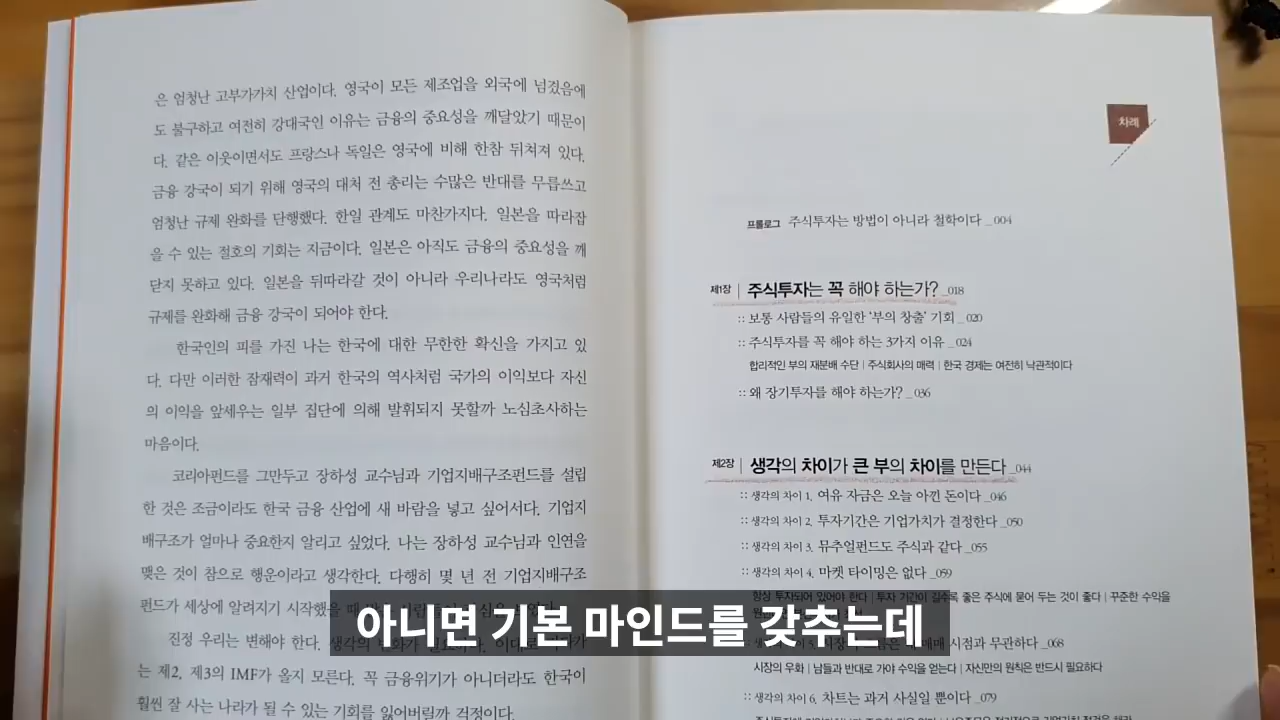 은 엄청난 고부가가치 산업이다. 영국이 모든 제조업을 외국에 넘겼음에
도 불구하고 여전히 강대국인 이유는 금융의 중요성을 깨달았기 때문이
다. 같은 이웃이면서도 프랑스나 독일은 영국에 비해 한참 뒤쳐져 있다.
금융 강국이 되기 위해 영국의 대처 전 총리는 수많은 반대를 무릅쓰고
엄청난 규제 완화를 단행했다. 한일 관계도 마찬가지다. 일본을 따라잡
을 수 있는 절호의 기회는 지금이다. 일본은 아직도 금융의 중요성을 깨
닫지 못하고 있다. 일본을 뒤따라갈 것이 아니라 우리나라도 영국처럼
규제를 완화해 금융 강국이 되어야 한다.
한국인의 피를 가진 나는 한국에 대한 무한한 확신을 가지고 있
다. 다만 이러한 잠재력이 과거 한국의 역사처럼 국가의 이익보다 자신
의 이익을 앞세우는 일부 집단에 의해 발휘되지 못할까 노심초사하는
마음이다.
코리아펀드를 그만두고 장하성 교수님과 기업지배구조펀드를 설립
한 것은 조금이라도 한국 금융 산업에 새 바람을 넣고 싶어서다. 기업지
배구조가 얼마나 중요한지 알리고 싶었다. 나는 장하성 교수님과 인연을
맺은 것이 참으로 행운이라고 생각한다. 다행히 몇 년 전 기업지배구조
펀드가 세상에 알려지기 시작했을 때
진정 우리는 변해야 한다.
는 제2, 제3의 IMF가 올지 모른다. 꼭 금융위기가 아니더라도 한국이
훨씬 잘 사는 나라가 될 수 있는 기회를 잃어버릴까 걱정이다.
차례
프롤로그 주식투자는 방법이 아니라 철학이다 _004
제1장 | 주식투자는 꼭 해야 하는가? _018
:: 보통 사람들의 유일한 '부의 창출' 기회 _020
:: 주식투자를 꼭 해야 하는 3가지 이유 _024
합리적인 부의 재분배 수단 | 주식회사의 매력 | 한국 경제는 여전히 낙관적이다
:: 왜 장기투자를 해야 하는가? _036
제2장 | 생각의 차이가 큰 부의 차이를 만든다 _044
:: 생각의 차이 1. 여유 자금은 오늘 아낀 돈이다 _046
:: 생각의 차이 2. 투자기간은 기업가치가 결정한다 _050
:: 생각의 차이 3. 뮤추얼펀드도 주식과 같다 _055
:: 생각의 차이 4. 마켓 타이밍은 없다 _059
항상 투자되어 있어야 한다 | 투자 기간이 길수록 좋은 주식에 묻어 두는 것이 좋다 | 꾸준한 수익을
매매 시점과 무관하다 _068
시장의 우화 | 남들과 반대로 가야 수익을 얻는다 | 자신만의 원칙은 반드시 필요하다
:: 생각의 차이 6. 차트는 과거 사실일 뿐이다 _079
아니면 기본 마인드를 갖추는데